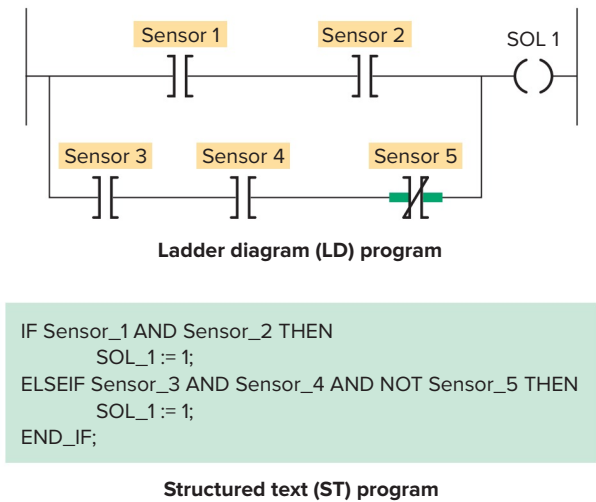 Sensor 1 Sensor 2 SOL 1
Sensor 3 Sensor 4 Sensor 5
Ladder diagram (LD) program
IF Sensor_1 AND Sensor_2 THEN
SOL_1 := 1;
ELSEIF Sensor_3 AND Sensor_4 AND NOT Sensor_5 THEN
SOL_1 := 1;
END_IF;
Structured text (ST) program